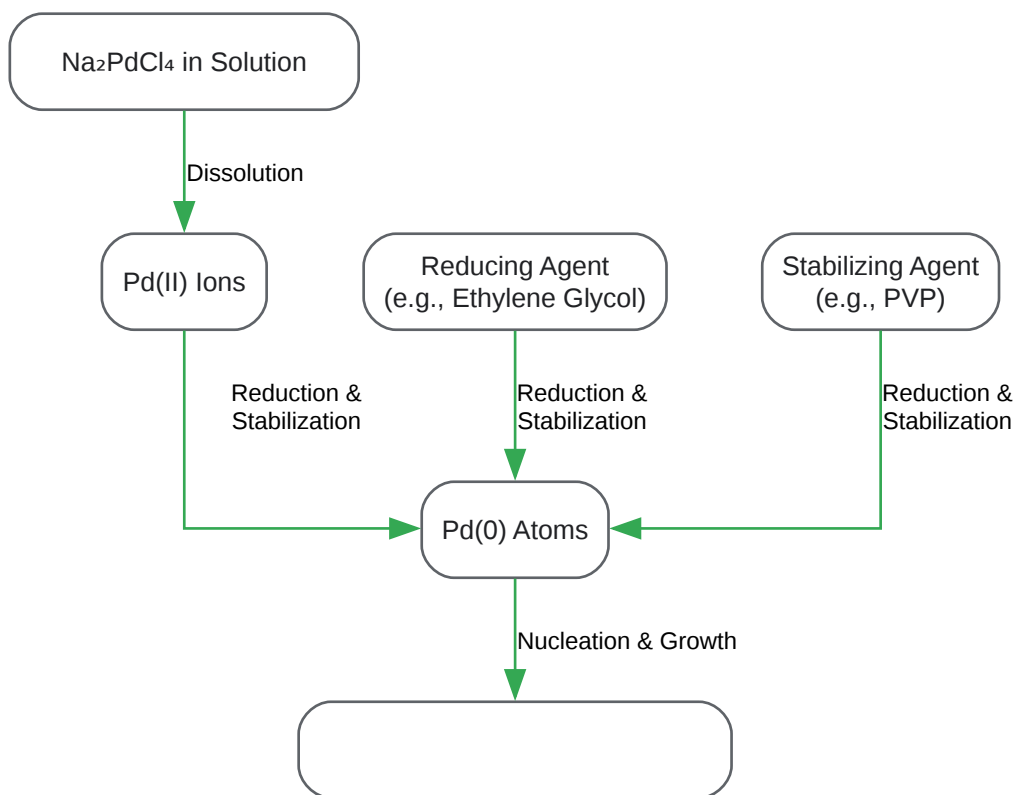 Na₂PdCl₄ in Solution
Dissolution
Pd(II) Ions
Reducing Agent
(e.g., Ethylene Glycol)
Stabilizing Agent
(e.g., PVP)
Reduction &
Stabilization
Reduction &
Stabilization
Reduction &
Stabilization
Pd(0) Atoms
Nucleation & Growth